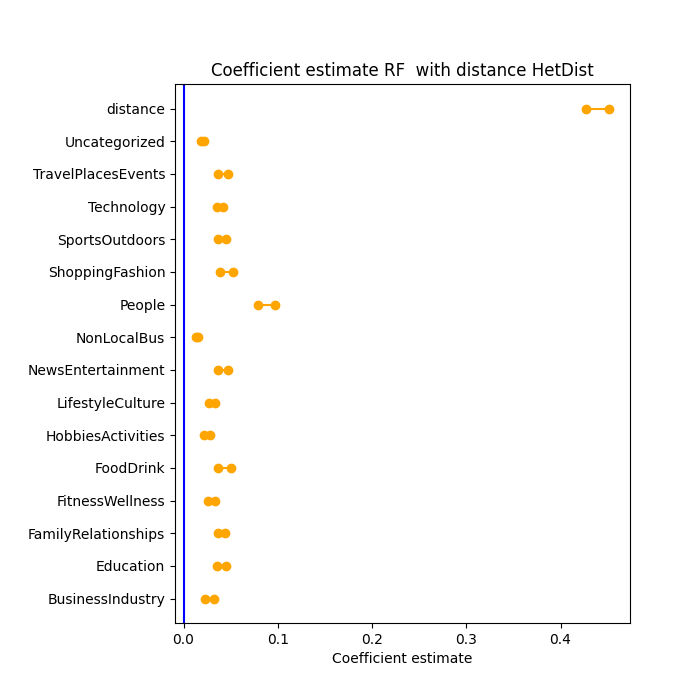 Coefficient estimate RF  with distance HetDist
distance
Uncategorized
TravelPlacesEvents
Technology
SportsOutdoors
ShoppingFashion
People
NonLocalBus
NewsEntertainment
LifestyleCulture
HobbiesActivities
FoodDrink
FitnessWellness
FamilyRelationships
Education
BusinessIndustry
0.0 0.1 0.2 0.3 0.4
Coefficient estimate